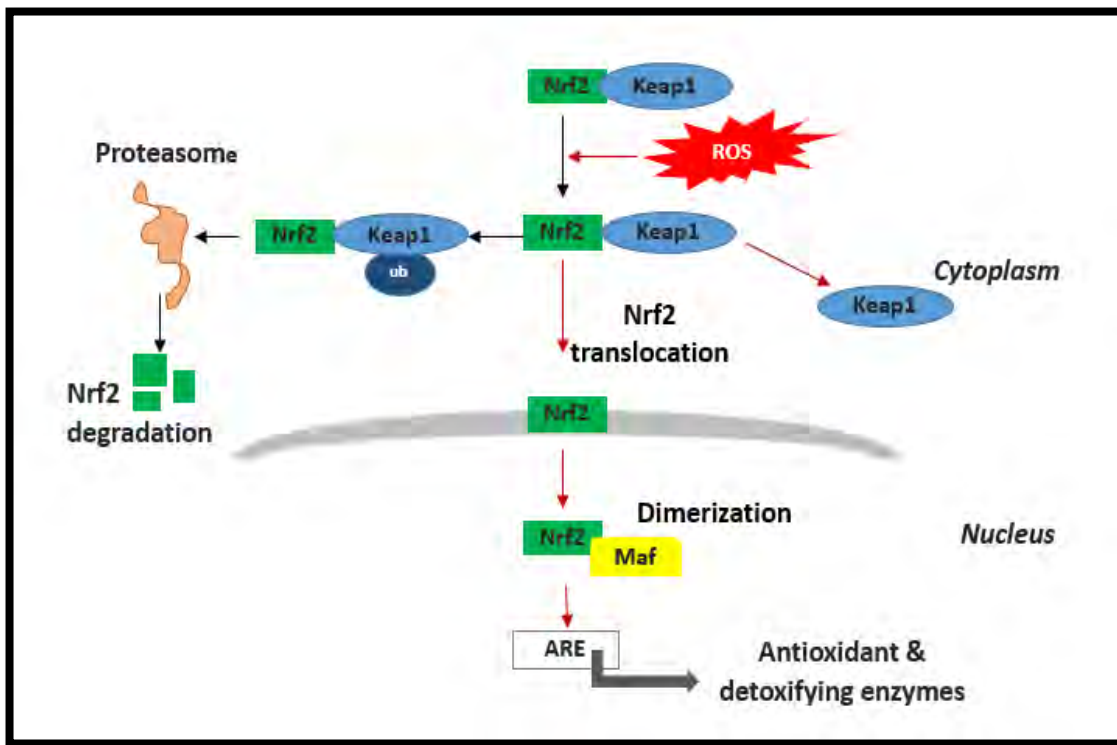 Nrf2 Keap1
ROS
Proteasome
Nrf2 Keap1
ub
Nrf2 Keap1
Cytoplasm
Keap1
Nrf2
translocation
Nrf2
degradation
Nrf2
Dimerization
Nrf2
Maf
Nucleus
ARE
Antioxidant &
detoxifying enzymes